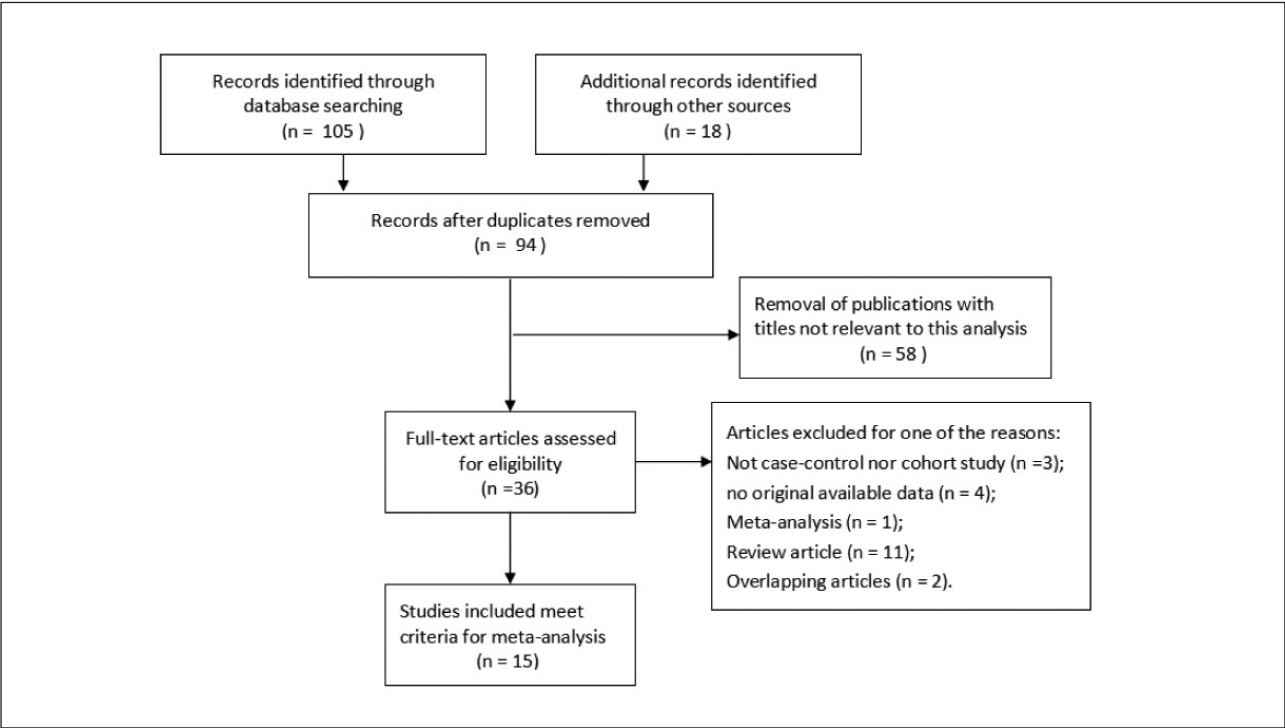 Records identified through
database searching
(n = 105 )
Additional records identified
through other sources
(n = 18 )
Records after duplicates removed
(n = 94 )
Removal of publications with
titles not relevant to this analysis
(n = 58 )
Full-text articles assessed
for eligibility
(n =36)
Articles excluded for one of the reasons:
Not case-control nor cohort study (n =3);
no original available data (n = 4);
Meta-analysis (n = 1);
Review article (n = 11);
Overlapping articles (n = 2).
Studies included meet
criteria for meta-analysis
(n = 15)